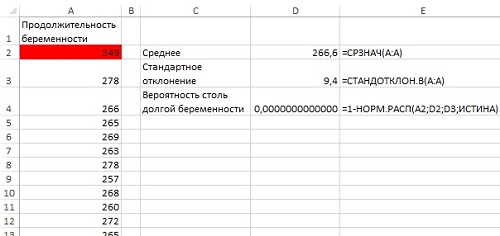 A B C D E
1 Продолжительность
беременности
2 349 Среднее 266,6 =СРЗНАЧ(A:A)
3 278 Стандартное
отклонение 9,4 =СТАНДОТКЛОН.В(A:A)
4 266 Вероятность столь
долгой беременности 0,0000000000000 =1-НОРМ.РАСП(A2;D2;D3;ИСТИНА)
5 265
6 269
7 263
8 278
9 257
10 268
11 260
12 272
13 265